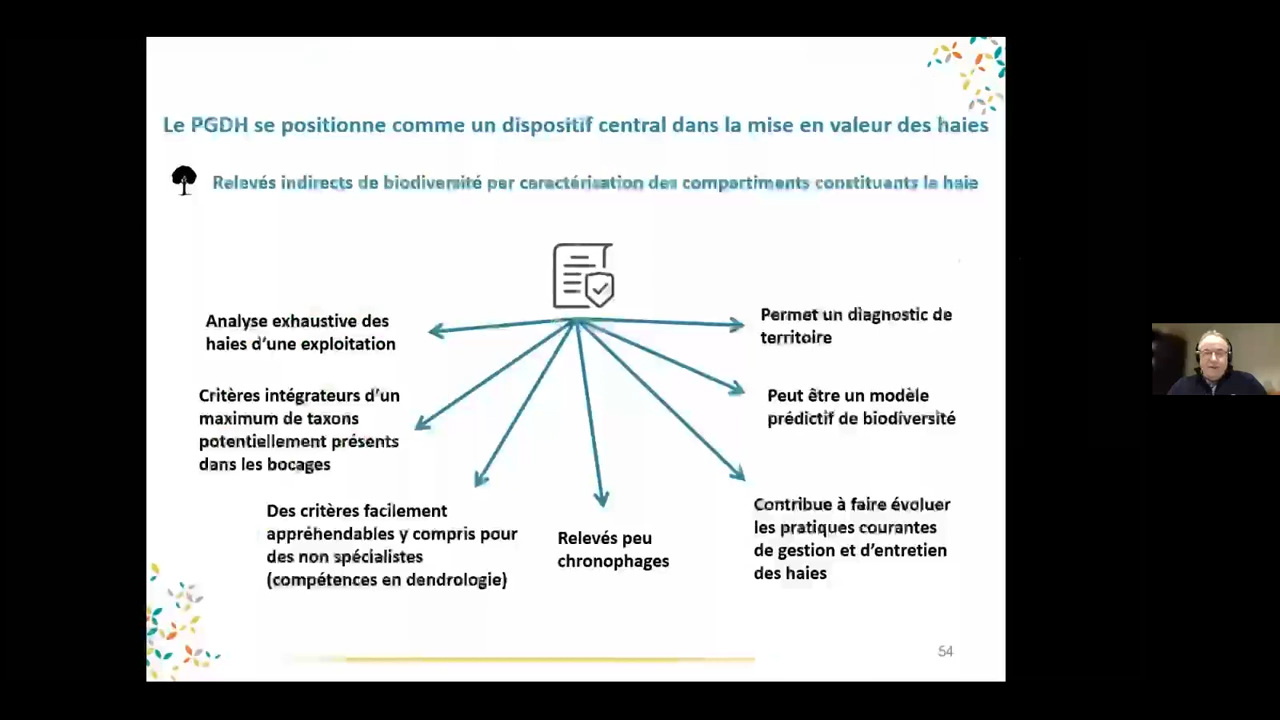 Le PGDH se positionne comme un dispositif central dans la mise en valeur des haies
Relevés indirects de biodiversité par caractérisation des compartiments constituants la haie
Analyse exhaustive des
haies d’une exploitation
Critères intégrateurs d’un
maximum de taxons
potentiellement présents
dans les bocages
Des critères facilement
appréhendables y compris pour
des non spécialistes
(compétences en dendrologie)
Relevés peu
chronophages
Permet un diagnostic de
territoire
Peut être un modèle
prédictif de biodiversité
Contribue à faire évoluer
les pratiques courantes
de gestion et d’entretien
des haies
54